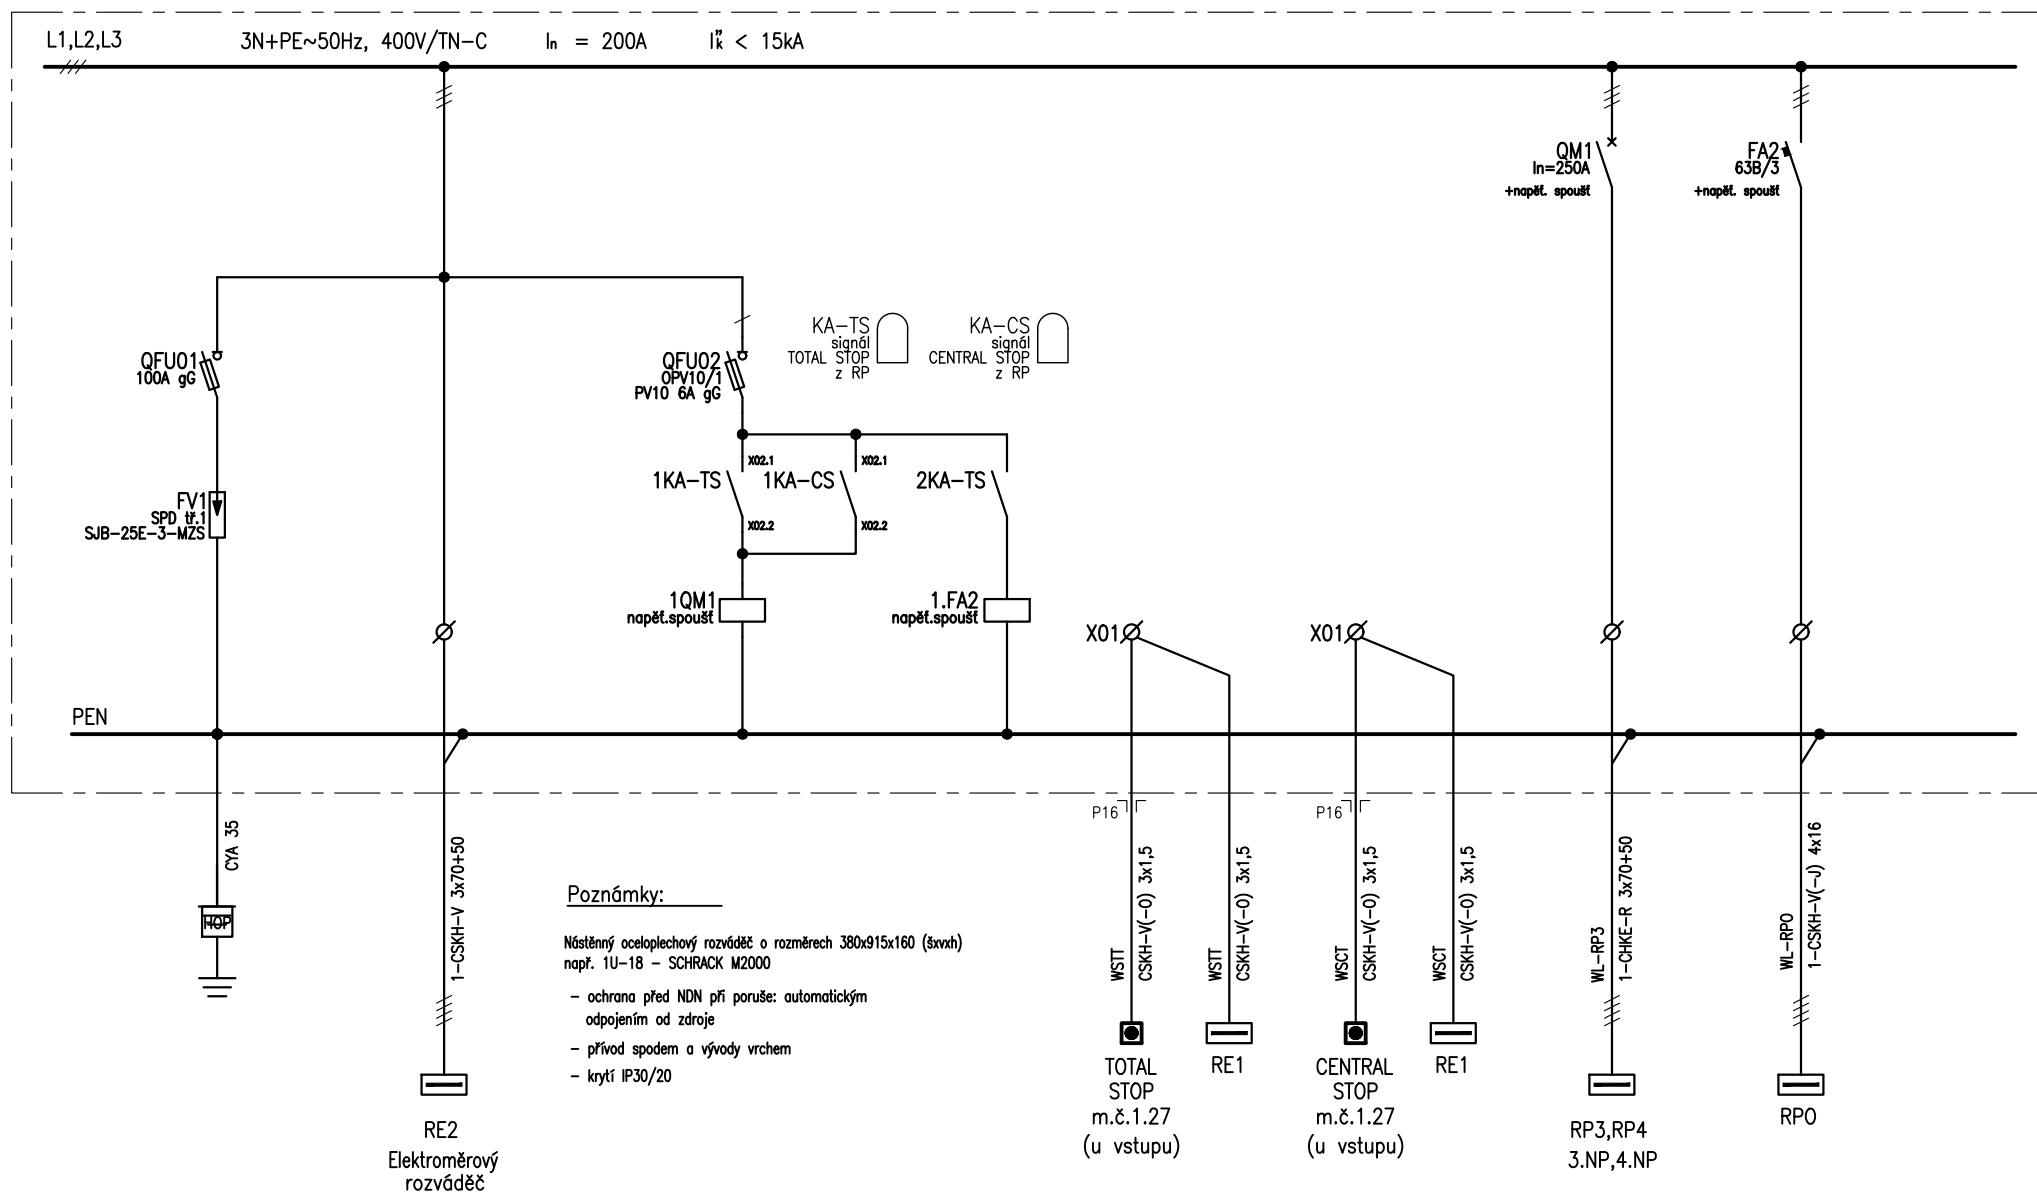 L1,L2,L3 3N+PE~50Hz, 400V/TN-C In = 200A I"k < 15kA
QM1
In=250A
+napěť. spoušť
FA2
63B/3
+napěť. spoušť
QFU01
100A gG
QFU02
OPV10/1
PV10 6A gG
KA-TS
signál
TOTAL STOP
z RP
KA-CS
signál
CENTRAL STOP
z RP
X02.1
1KA-TS
X02.2
X02.1
1KA-CS
X02.2
2KA-TS
FV1
SPD tř.1
SJB-25E-3-MZS
1QM1
napěť.spoušť
1.FA2
napěť.spoušť
X01
X01
PEN
P16
P16
CYA 35
HOP
1-CSKH-V 3x70+50
RE2
Elektroměrový
rozváděč
Poznámky:
Nástěnný oceloplechový rozváděč o rozměrech 380x915x160 (šxvxh)
např. 1U-18 - SCHRACK M2000
- ochrana před NDN při poruše: automatickým
odpojením od zdroje
- přívod spodem a vývody vrchem
- krytí IP30/20
WSTT
CSKH-V(-O) 3x1,5
TOTAL
STOP
m.č.1.27
(u vstupu)
WSTT
CSKH-V(-O) 3x1,5
RE1
WSCT
CSKH-V(-O) 3x1,5
CENTRAL
STOP
m.č.1.27
(u vstupu)
WSCT
CSKH-V(-O) 3x1,5
RE1
WL-RP3
1-CHKE-R 3x70+50
RP3,RP4
3.NP,4.NP
WL-RPO
1-CSKH-V(-J) 4x16
RPO